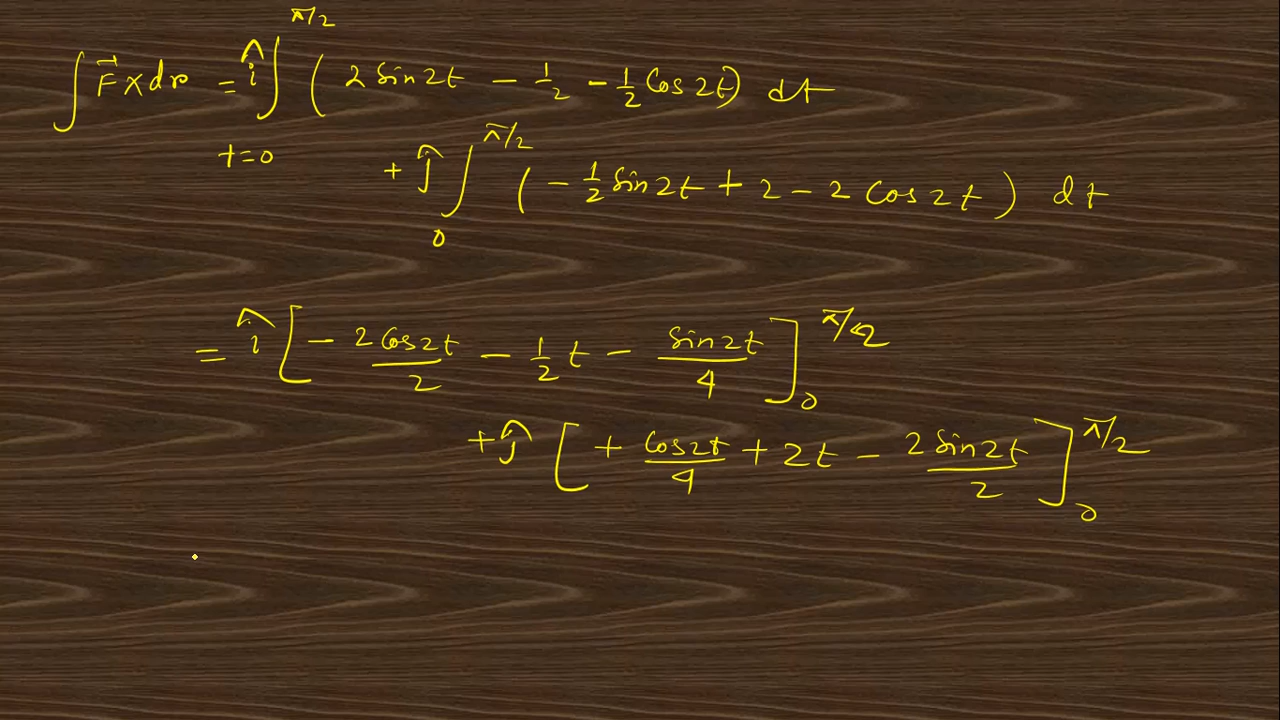 ∫ F⃗ × dr = î ∫_{t=0}^{π/2} ( 2 Sin 2t − 1/2 − 1/2 Cos 2t ) dt
+ ĵ ∫_0^{π/2} ( − 1/2 Sin 2t + 2 − 2 Cos 2t ) dt
= î [ − 2 Cos 2t / 2 − 1/2 t − Sin 2t / 4 ]_0^{π/2}
+ ĵ [ + Cos 2t / 4 + 2t − 2 Sin 2t / 2 ]_0^{π/2}